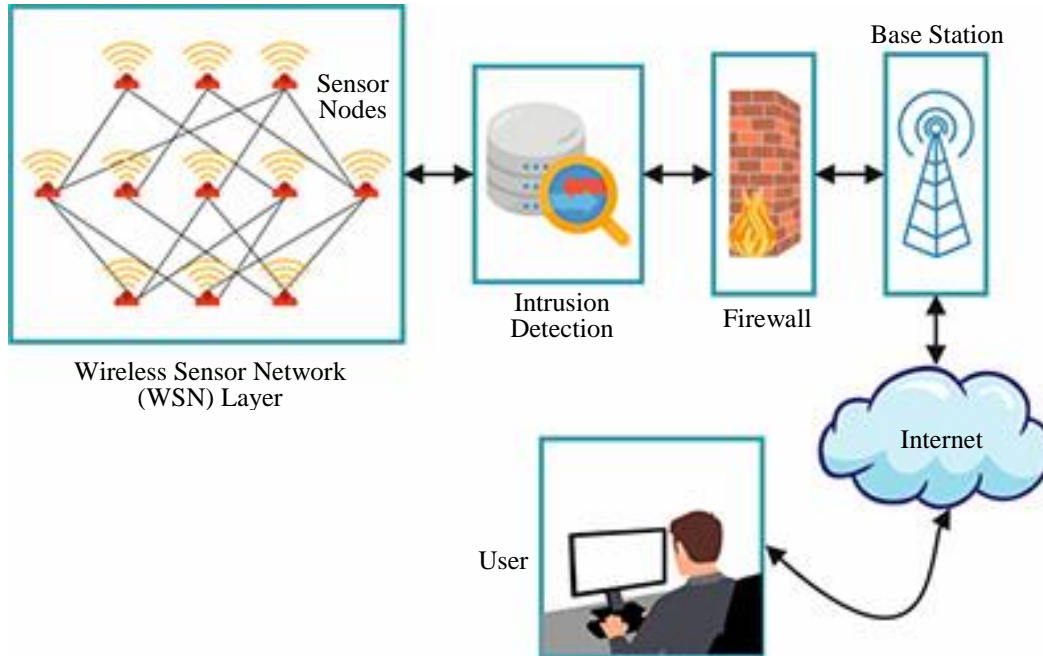 Base Station
Sensor
Nodes
Intrusion
Detection
Firewall
Wireless Sensor Network
(WSN) Layer
Internet
User